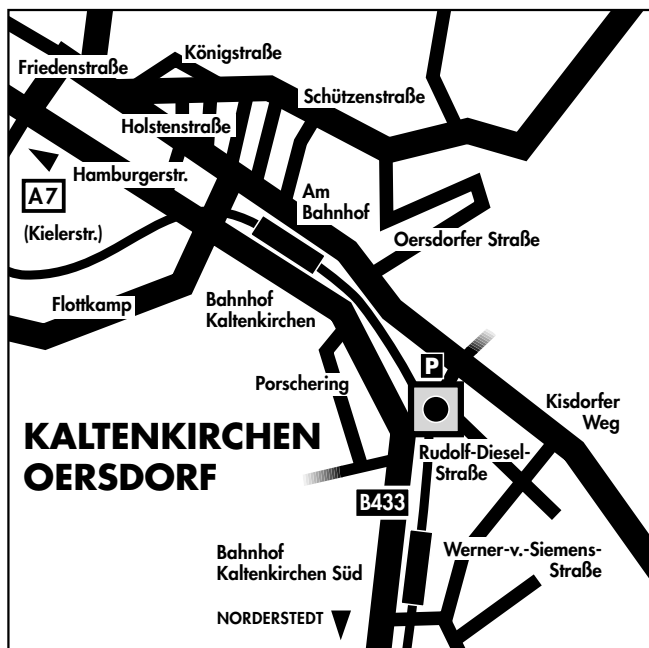 Königstraße
Friedenstraße
Schützenstraße
Holstenstraße
Hamburgerstr.
A7
(Kielerstr.)
Am
Bahnhof
Oersdorfer Straße
Flottkamp
Bahnhof
Kaltenkirchen
P
Porschering
Kisdorfer
Weg
KALTENKIRCHEN
OERSDORF
Rudolf-Diesel-
Straße
B433
Bahnhof
Kaltenkirchen Süd
Werner-v.-Siemens-
Straße
NORDERSTEDT